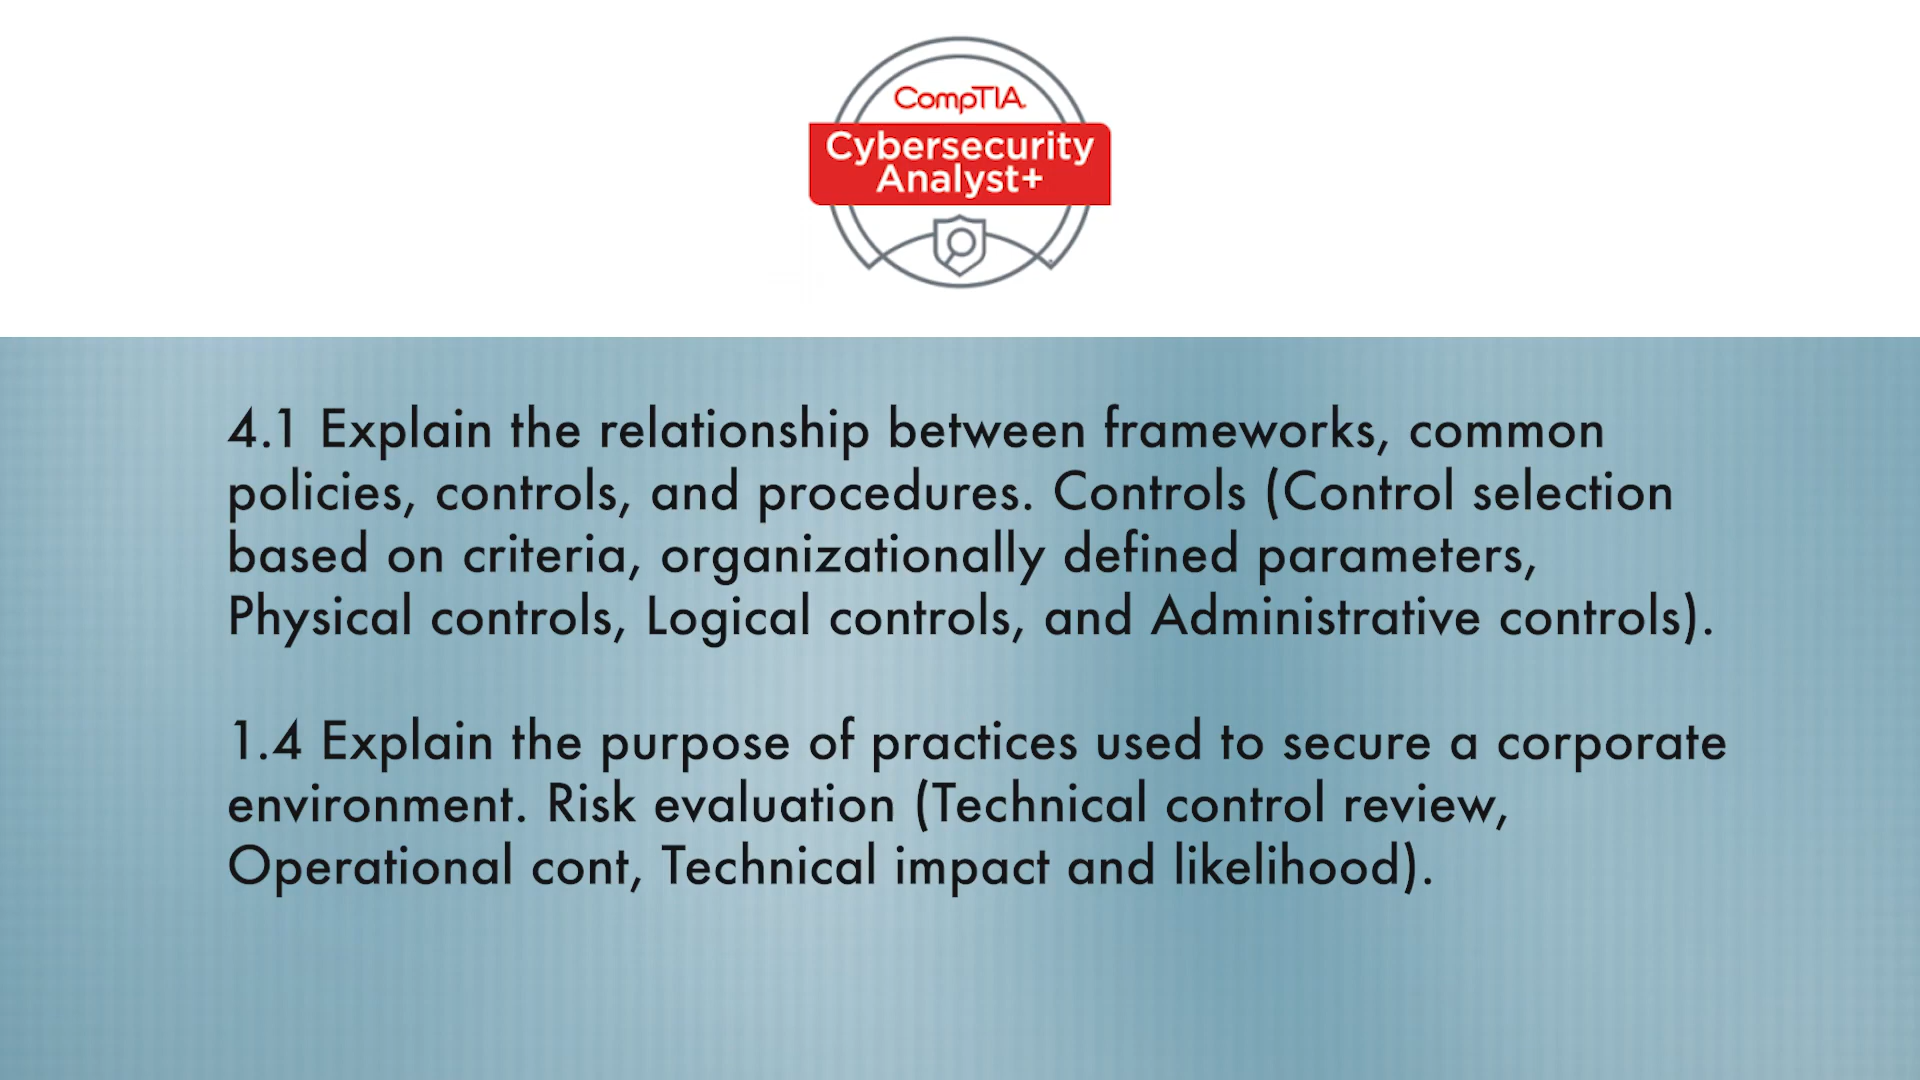 CompTIA.
Cybersecurity
Analyst+
4.1 Explain the relationship between frameworks, common
policies, controls, and procedures. Controls (Control selection
based on criteria, organizationally defined parameters,
Physical controls, Logical controls, and Administrative controls).
1.4 Explain the purpose of practices used to secure a corporate
environment. Risk evaluation (Technical control review,
Operational cont, Technical impact and likelihood).